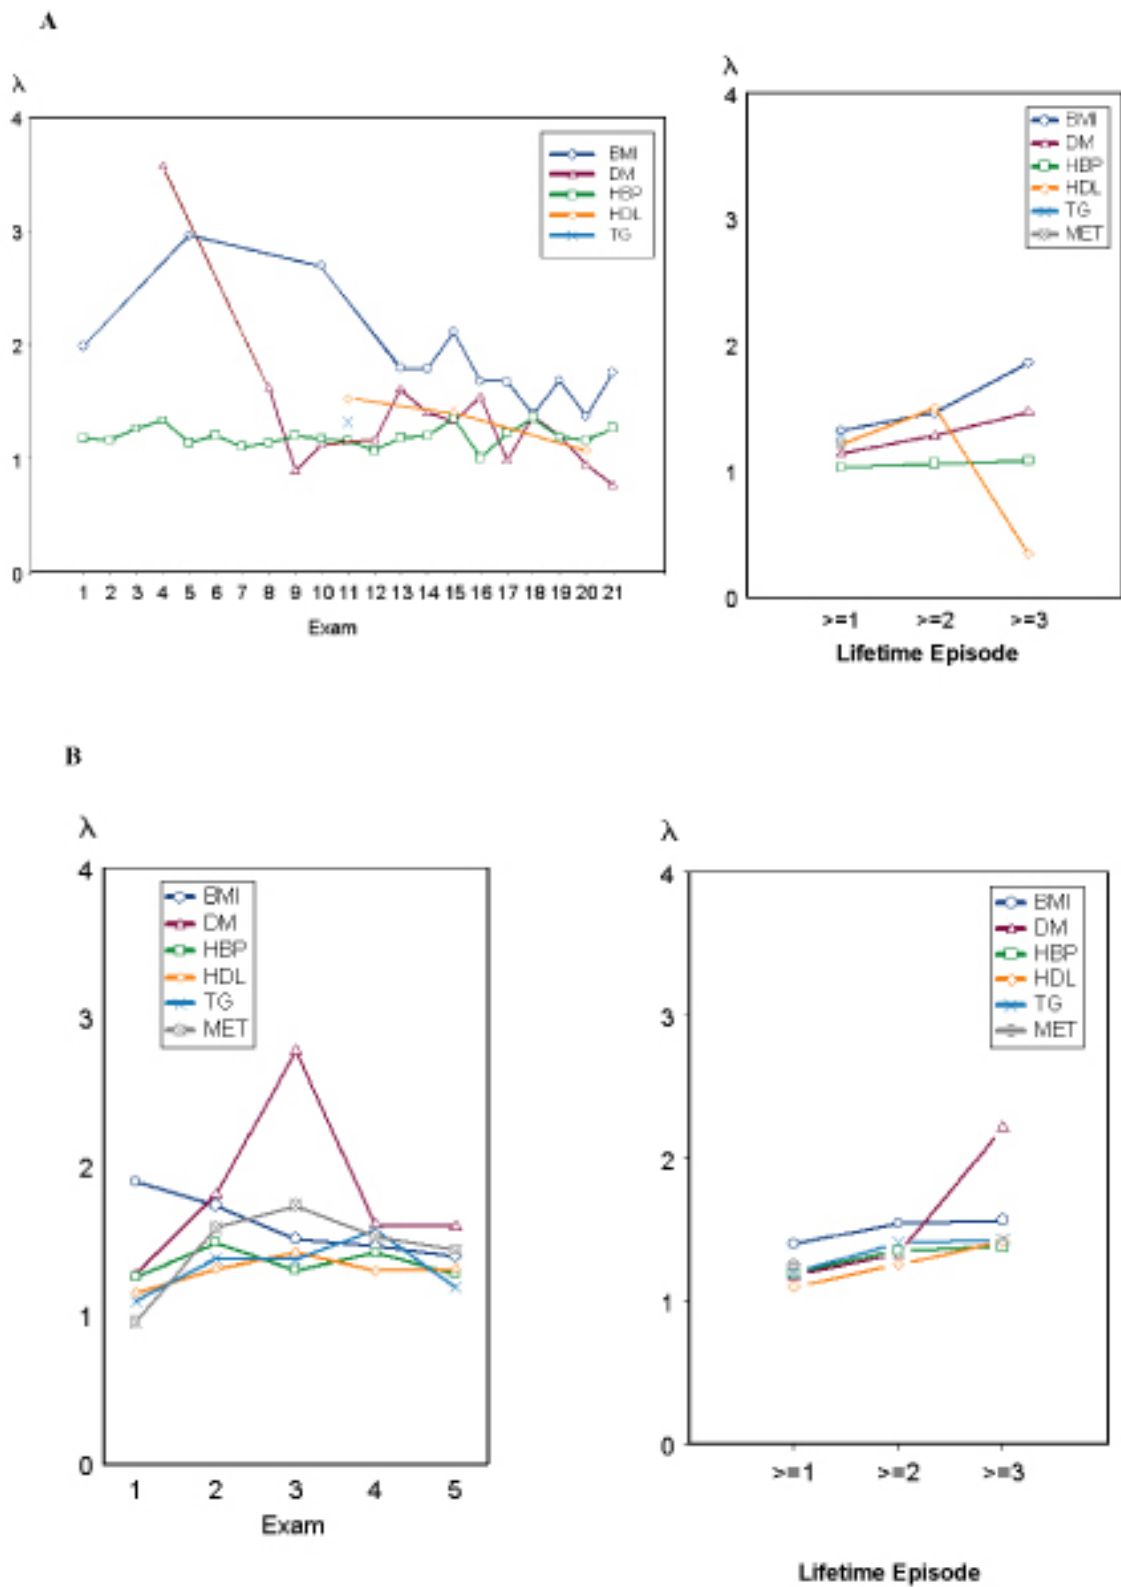 A
λ
4
3
2
1
0
BMI
DM
HBP
HDL
TG
1 2 3 4 5 6 7 8 9 10 11 12 13 14 15 16 17 18 19 20 21
Exam
λ
4
3
2
1
0
BMI
DM
HBP
HDL
TG
MET
>=1 >=2 >=3
Lifetime Episode
B
λ
4
3
2
1
0
BMI
DM
HBP
HDL
TG
MET
1 2 3 4 5
Exam
λ
4
3
2
1
0
BMI
DM
HBP
HDL
TG
MET
>=1 >=2 >=3
Lifetime Episode